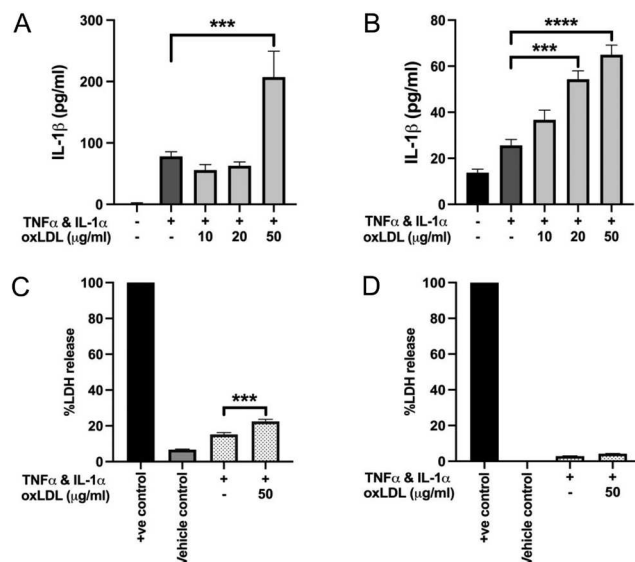 A
***
IL-1β (pg/ml)
300
200
100
0
TNFα & IL-1α - + + + +
oxLDL (μg/ml) - - 10 20 50
B
****
***
IL-1β (pg/ml)
80
60
40
20
0
TNFα & IL-1α - + + + +
oxLDL (μg/ml) - - 10 20 50
C
***
%LDH release
100
80
60
40
20
0
TNFα & IL-1α + +
oxLDL (μg/ml) - 50
+ve control
Vehicle control
D
%LDH release
100
80
60
40
20
0
TNFα & IL-1α + +
oxLDL (μg/ml) - 50
+ve control
Vehicle control